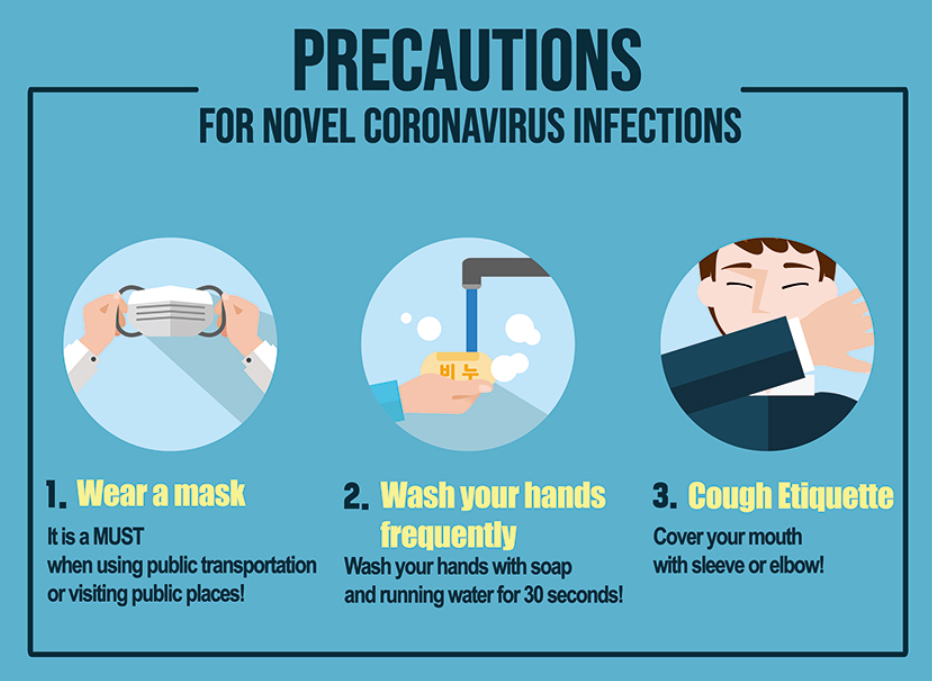 PRECAUTIONS
FOR NOVEL CORONAVIRUS INFECTIONS
비누
1. Wear a mask
It is a MUST
when using public transportation
or visiting public places!
2. Wash your hands
frequently
Wash your hands with soap
and running water for 30 seconds!
3. Cough Etiquette
Cover your mouth
with sleeve or elbow!